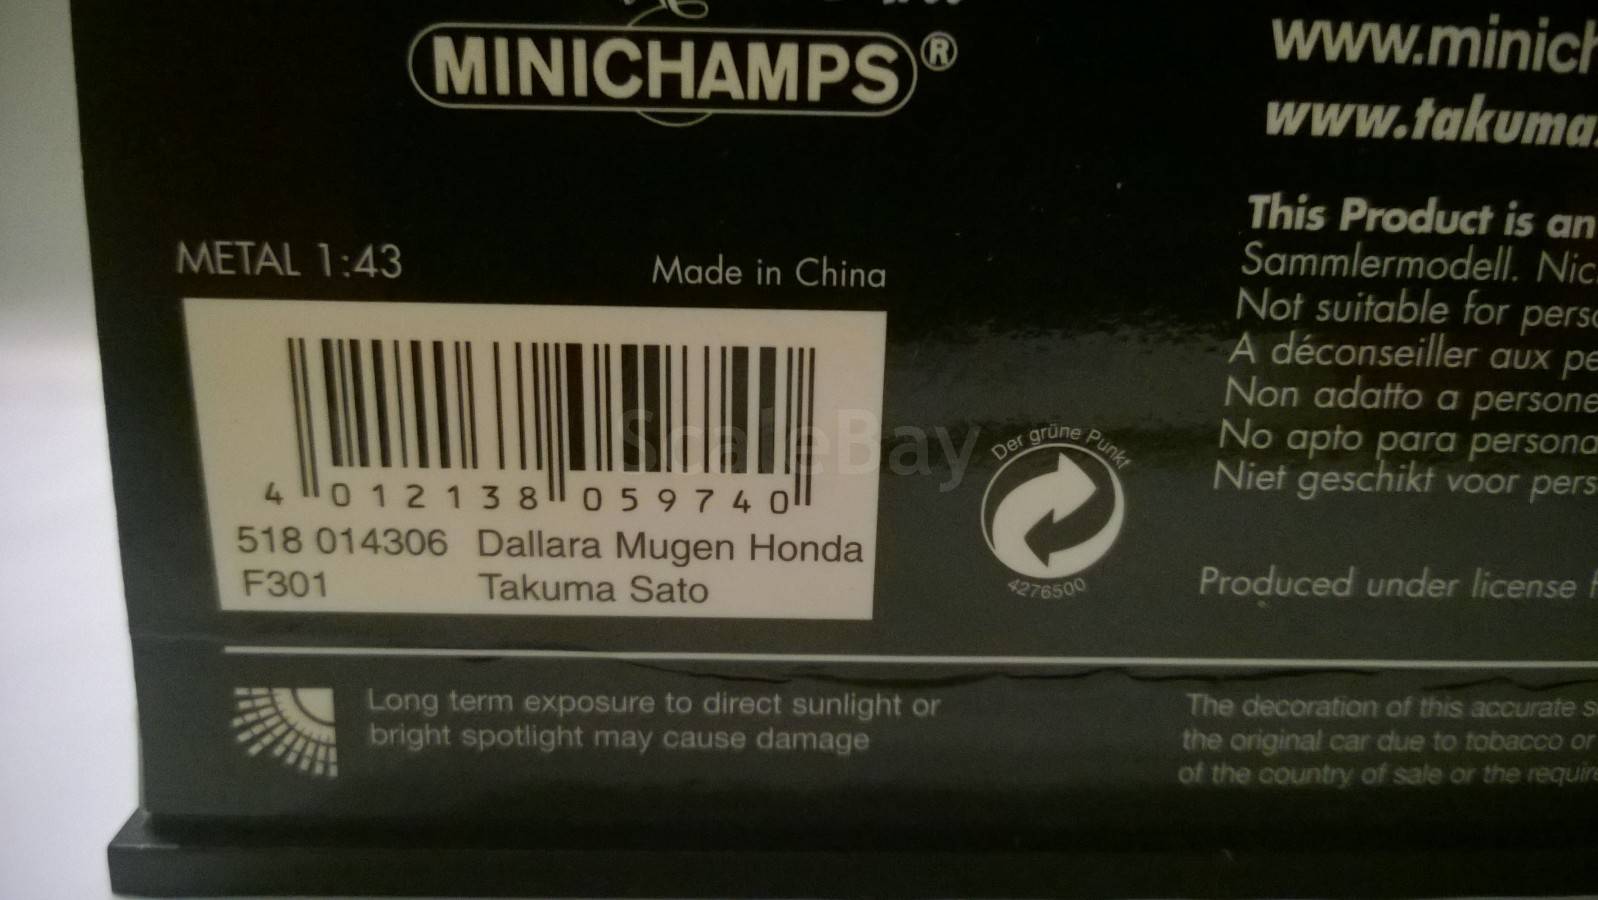 MINICHAMPS®
www.minich
www.takuma.
METAL 1:43
Made in China
This Product is an
Sammlermodell. Nic
Not suitable for perso
A déconseiller aux pe
Non adatto a persone
No apto para persona
Niet geschikt voor pers
ScaleBay
4 012138 059740
518 014306 Dallara Mugen Honda
F301 Takuma Sato
Der grüne Punkt
4276500
Produced under license
Long term exposure to direct sunlight or
bright spotlight may cause damage
The decoration of this accurate s
the original car due to tobacco or
of the country of sale or the require